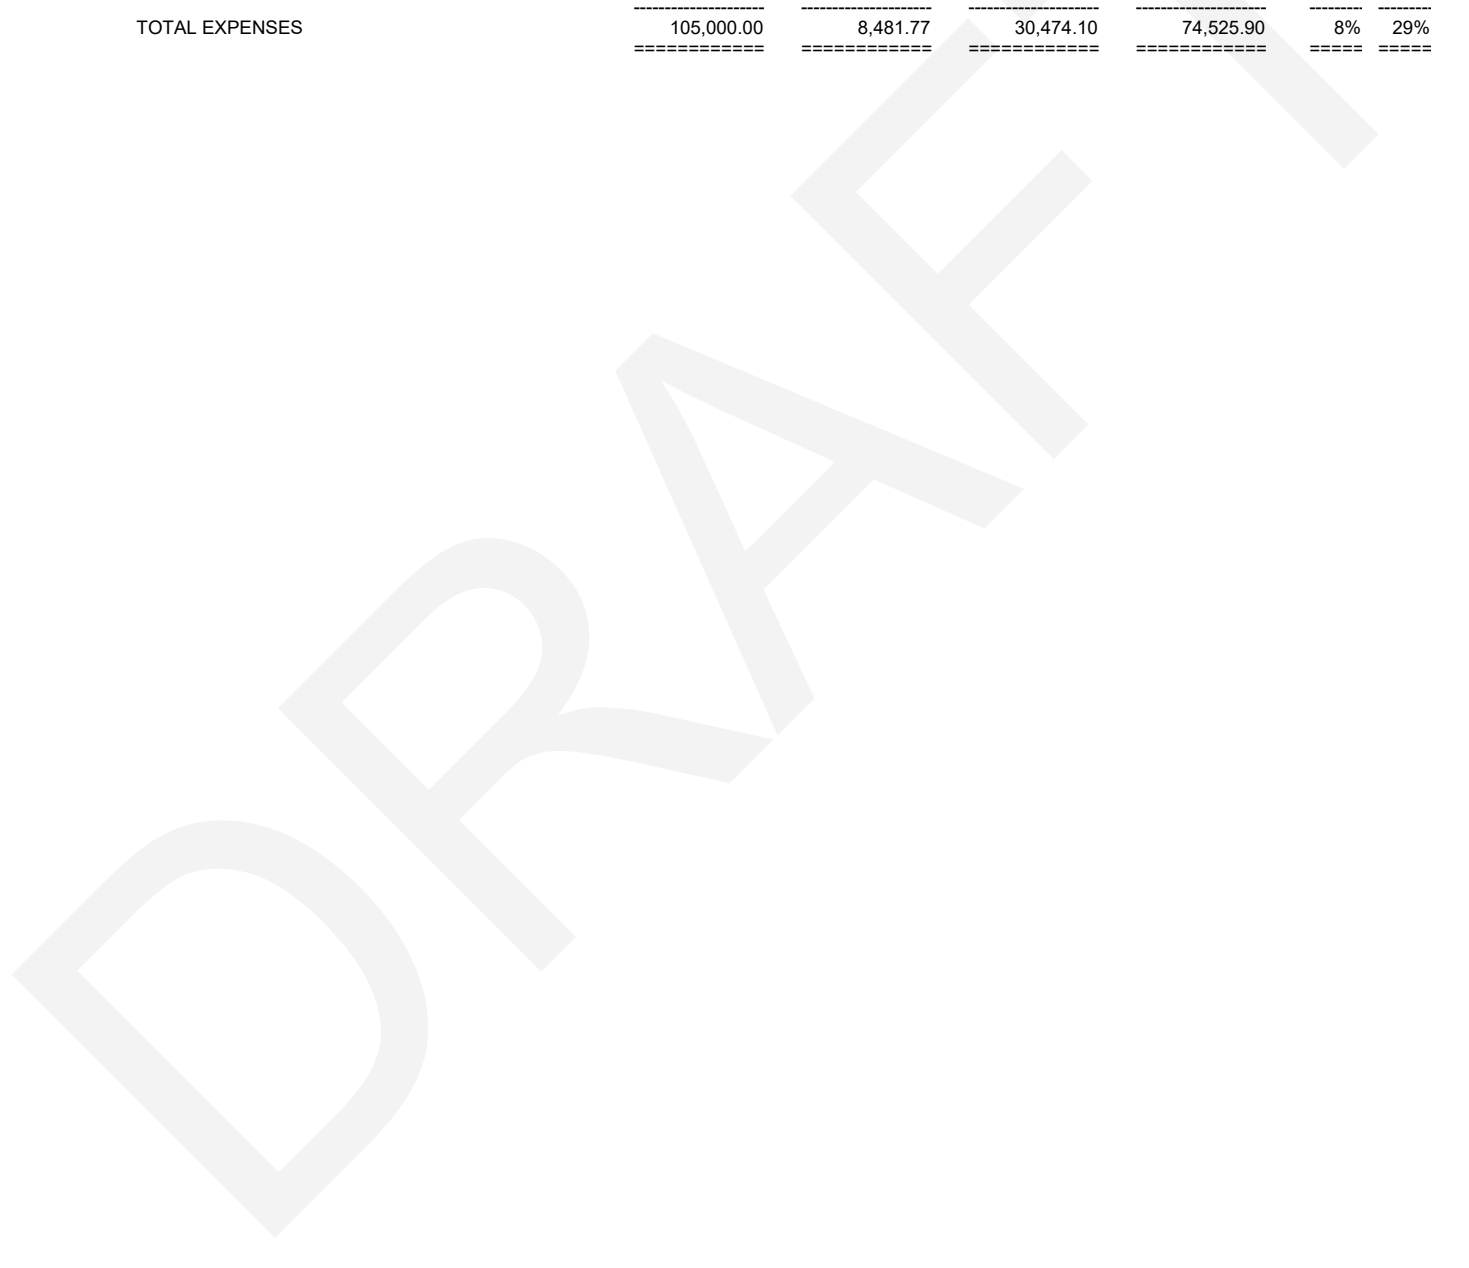 --------------------- --------------------- --------------------- --------------------- --------- ---------
TOTAL EXPENSES 105,000.00 8,481.77 30,474.10 74,525.90 8% 29%
============ ============ ============ ============ ===== =====
DRAFT